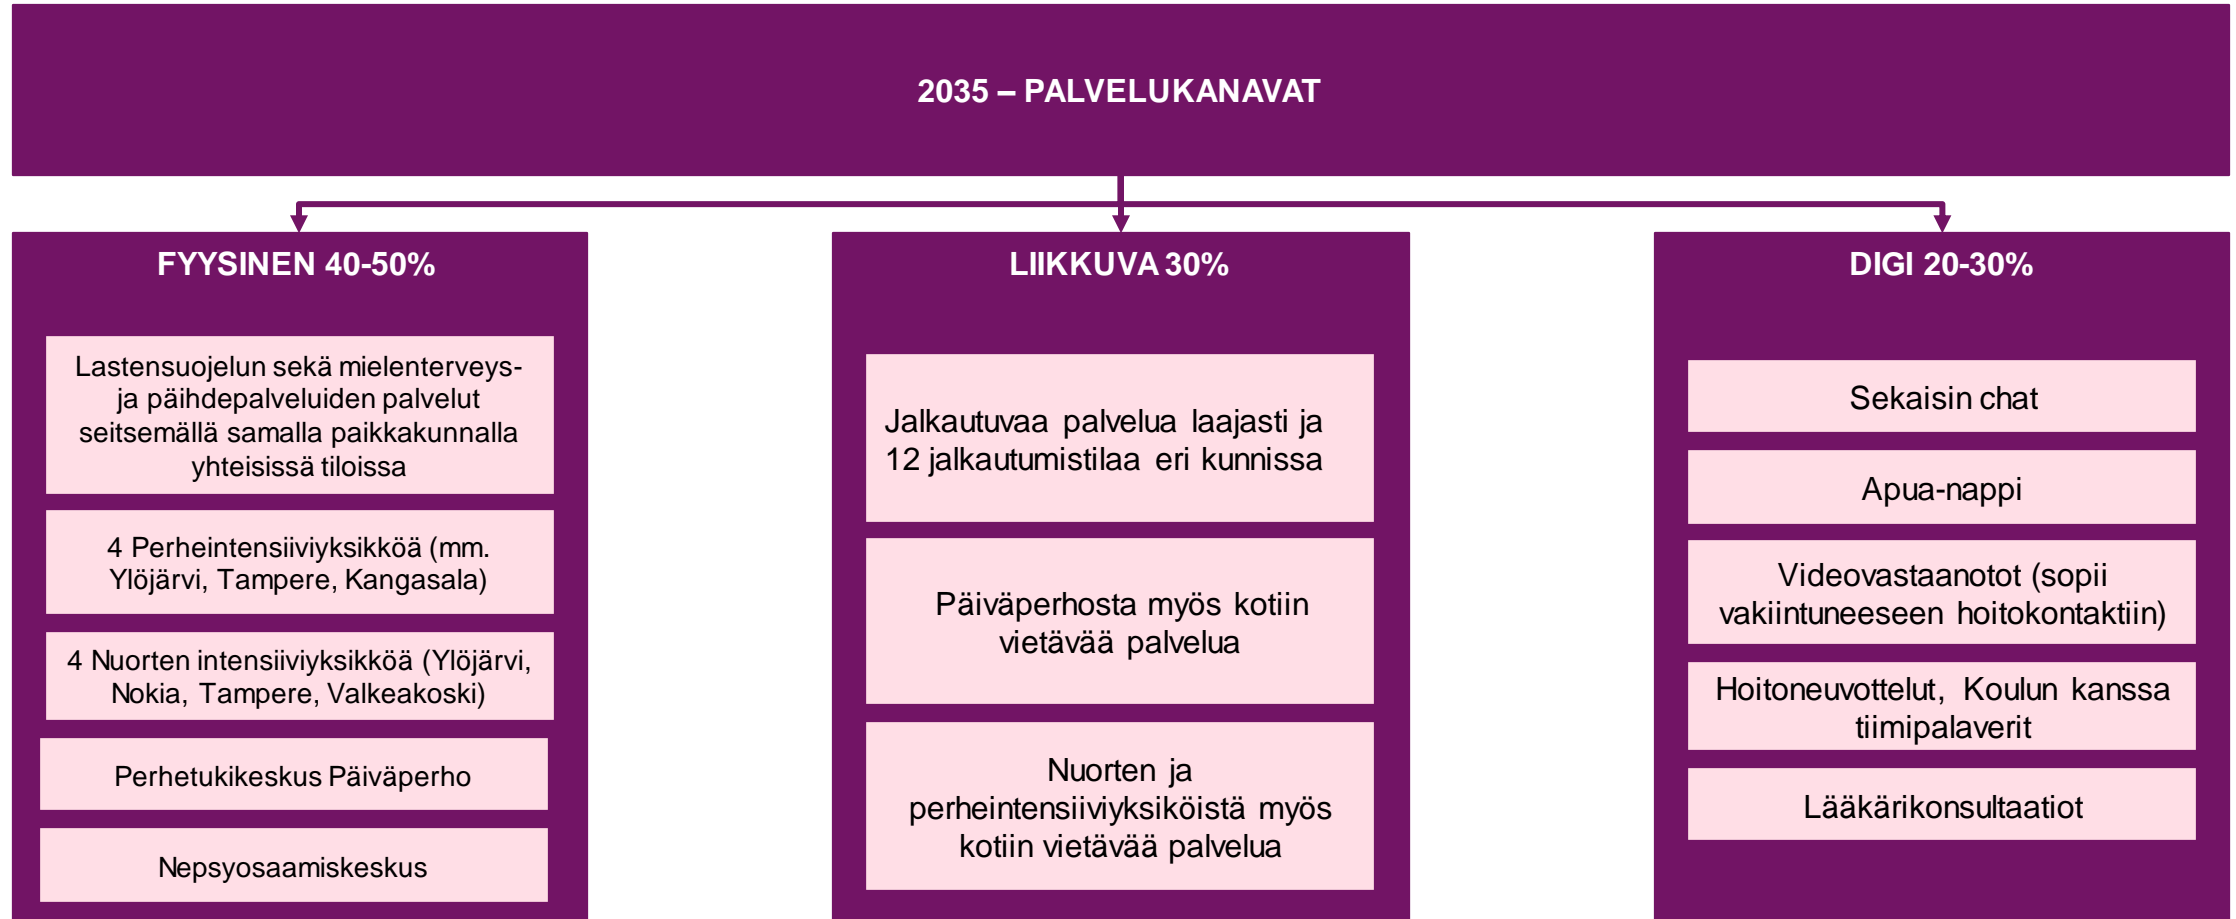 2035 – PALVELUKANAVAT
FYYSINEN 40-50%
Lastensuojelun sekä mielenterveys-
ja päihdepalveluiden palvelut
seitsemällä samalla paikkakunnalla
yhteisissä tiloissa
4 Perheintensiiviyksikköä (mm.
Ylöjärvi, Tampere, Kangasala)
4 Nuorten intensiiviyksikköä (Ylöjärvi,
Nokia, Tampere, Valkeakoski)
Perhetukikeskus Päiväperho
Nepsyosaamiskeskus
LIIKKUVA 30%
Jalkautuvaa palvelua laajasti ja
12 jalkautumistilaa eri kunnissa
Päiväperhosta myös kotiin
vietävää palvelua
Nuorten ja
perheintensiiviyksiköistä myös
kotiin vietävää palvelua
DIGI 20-30%
Sekaisin chat
Apua-nappi
Videovastaanotot (sopii
vakiintuneeseen hoitokontaktiin)
Hoitoneuvottelut, Koulun kanssa
tiimipalaverit
Lääkärikonsultaatiot